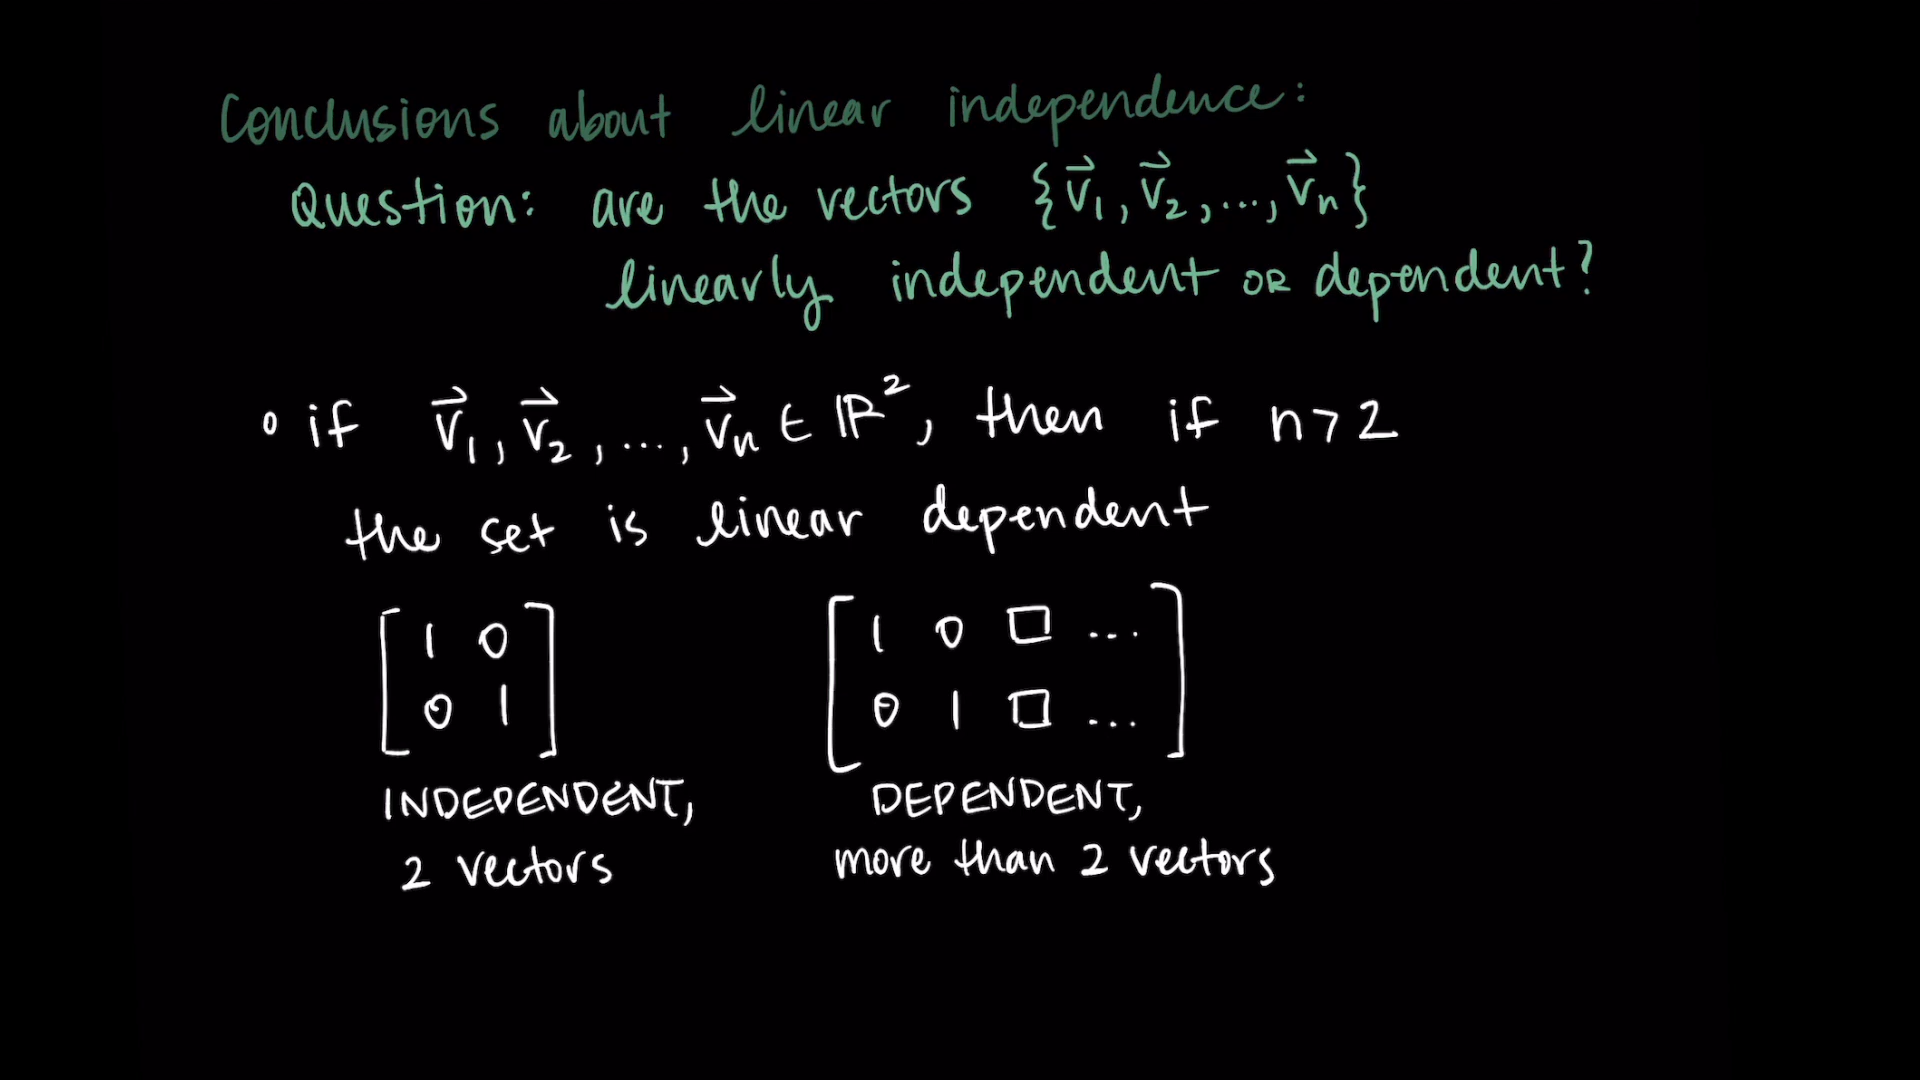 Conclusions about linear independence:
Question: are the vectors {v⃗₁, v⃗₂, ..., v⃗ₙ}
linearly independent OR dependent?
∘ if v⃗₁, v⃗₂, ..., v⃗ₙ ∈ ℝ², then if n>2
the set is linear dependent
[1 0 [1 0 □ ...
0 1] 0 1 □ ...]
INDEPENDENT, DEPENDENT,
2 vectors more than 2 vectors